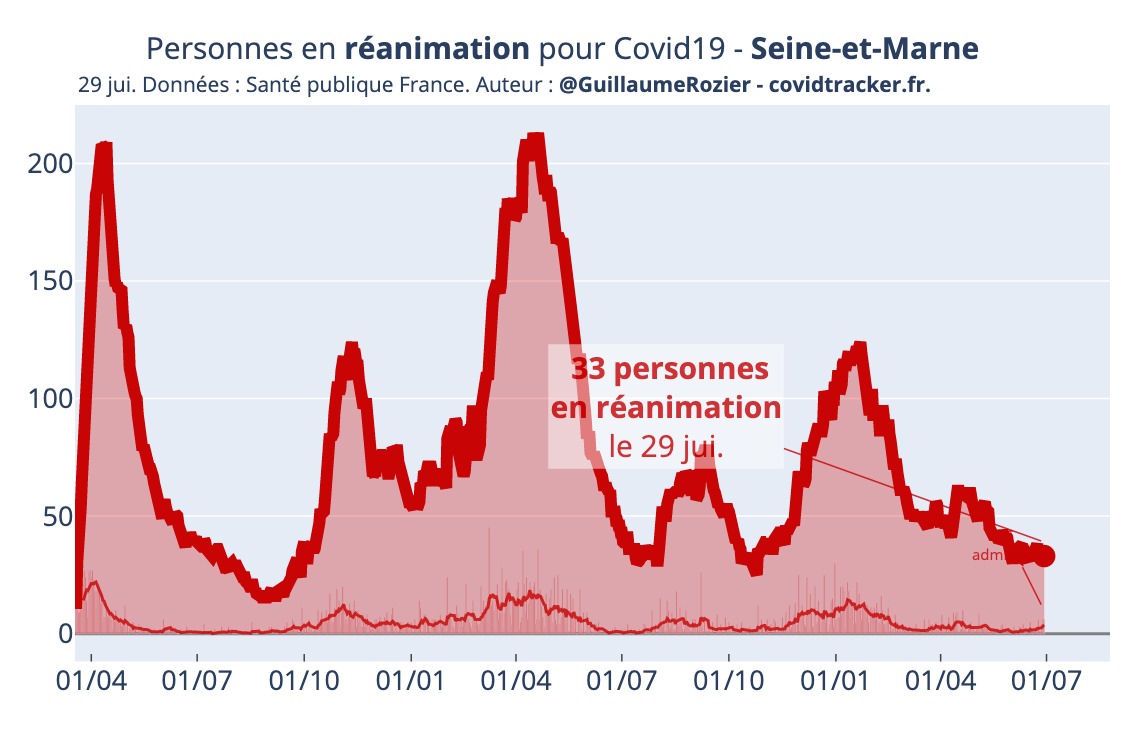 Personnes en réanimation pour Covid19 - Seine-et-Marne
29 jui. Données : Santé publique France. Auteur : @GuillaumeRozier - covidtracker.fr.
200
150
100
50
0
33 personnes
en réanimation
le 29 jui.
01/04 01/07 01/10 01/01 01/04 01/07 01/10 01/01 01/04 01/07